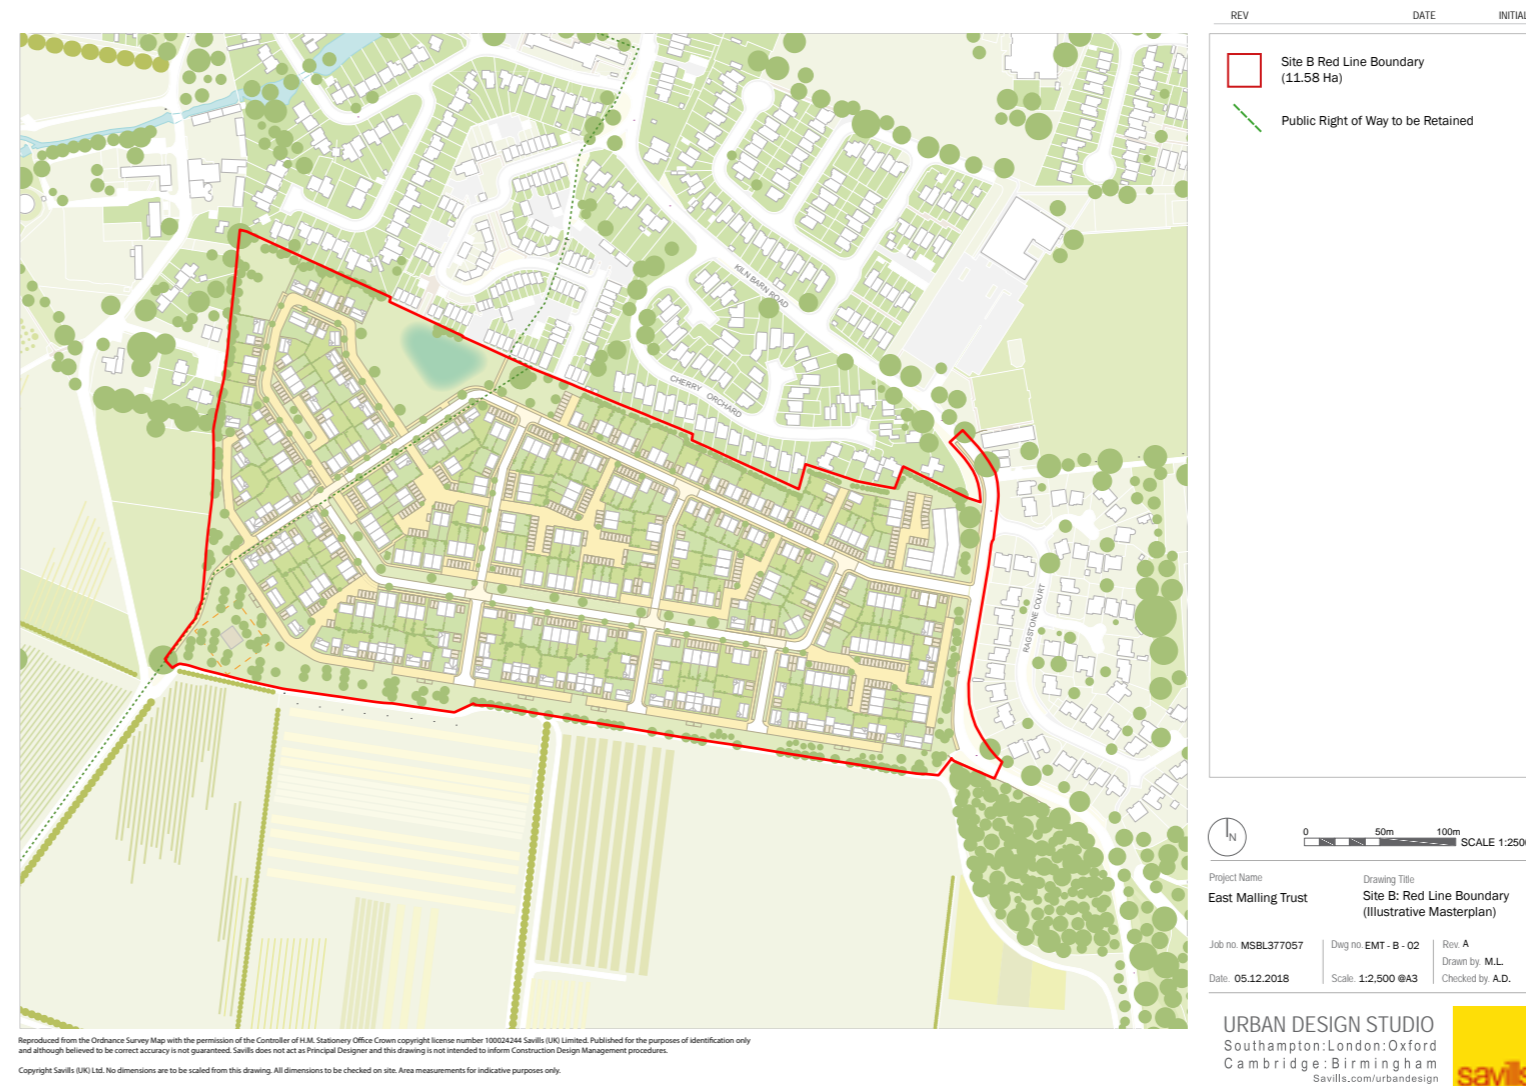 REV DATE INITIAL
Site B Red Line Boundary
(11.58 Ha)
Public Right of Way to be Retained
KILN BARN ROAD
CHERRY ORCHARD
RAGSTONE COURT
N
0 50m 100m
SCALE 1:2500
Project Name
East Malling Trust
Drawing Title
Site B: Red Line Boundary
(Illustrative Masterplan)
Job no. MSBL377057
Dwg no. EMT - B - 02
Rev. A
Drawn by. M.L.
Date. 05.12.2018
Scale. 1:2,500 @A3
Checked by. A.D.
URBAN DESIGN STUDIO
Southampton:London:Oxford
Cambridge:Birmingham
Savills.com/urbandesign
savills
Reproduced from the Ordnance Survey Map with the permission of the Controller of H.M. Stationery Office Crown copyright license number 100024244 Savills (UK) Limited. Published for the purposes of identification only
and although believed to be correct accuracy is not guaranteed. Savills does not act as Principal Designer and this drawing is not intended to inform Construction Design Management procedures.
Copyright Savills (UK) Ltd. No dimensions are to be scaled from this drawing. All dimensions to be checked on site. Area measurements for indicative purposes only.